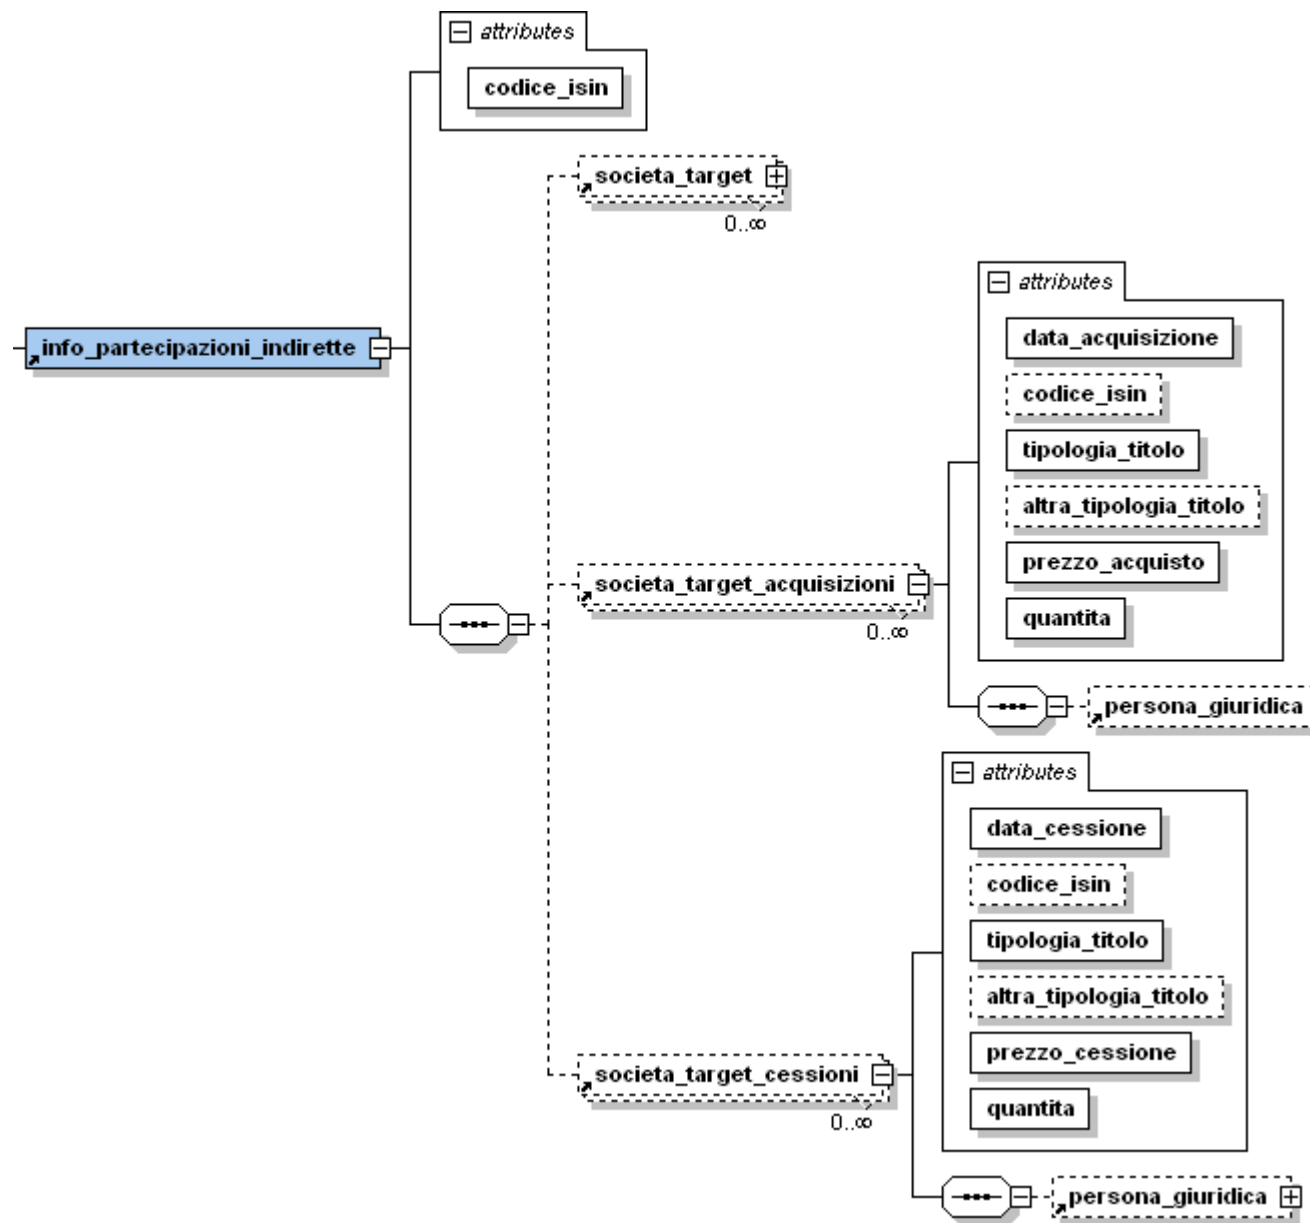 attributes
codice_isin
societa_target
0..∞
info_partecipazioni_indirette
attributes
data_acquisizione
codice_isin
tipologia_titolo
altra_tipologia_titolo
prezzo_acquisto
quantita
societa_target_acquisizioni
0..∞
persona_giuridica
attributes
data_cessione
codice_isin
tipologia_titolo
altra_tipologia_titolo
prezzo_cessione
quantita
societa_target_cessioni
0..∞
persona_giuridica